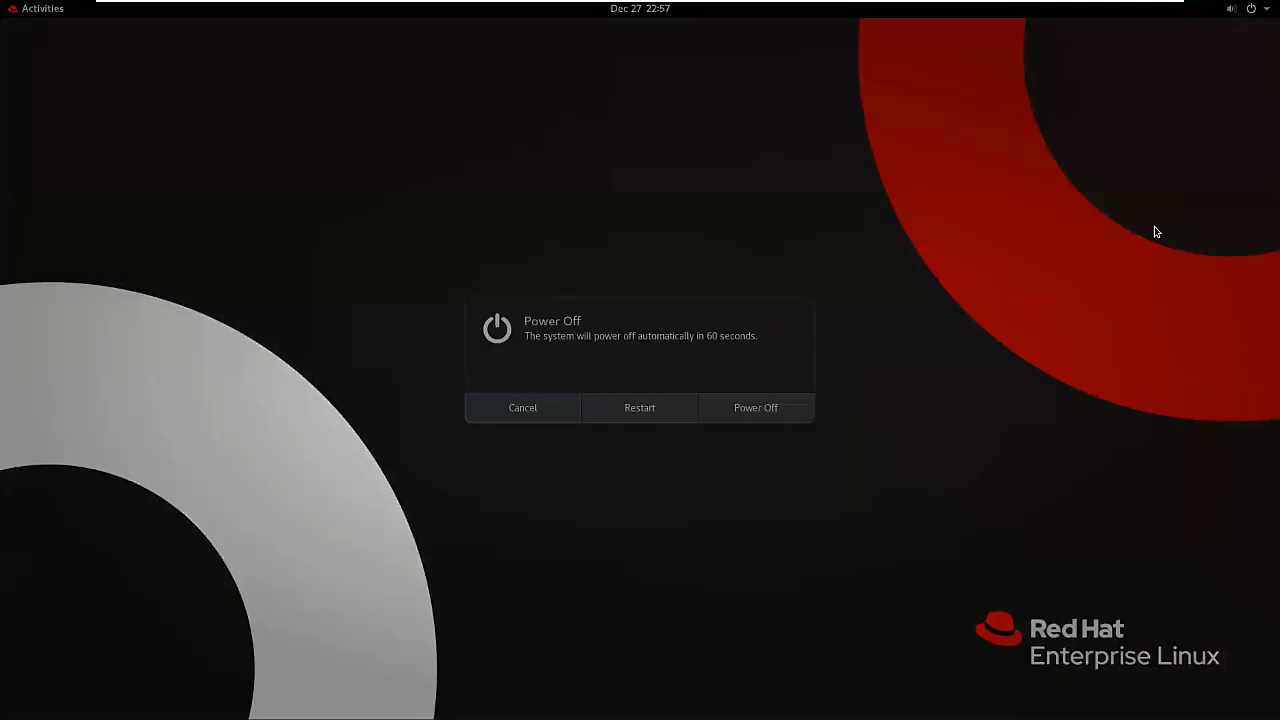 Activities
Dec 27 22:57
Power Off
The system will power off automatically in 60 seconds.
Cancel
Restart
Power Off
Red Hat
Enterprise Linux